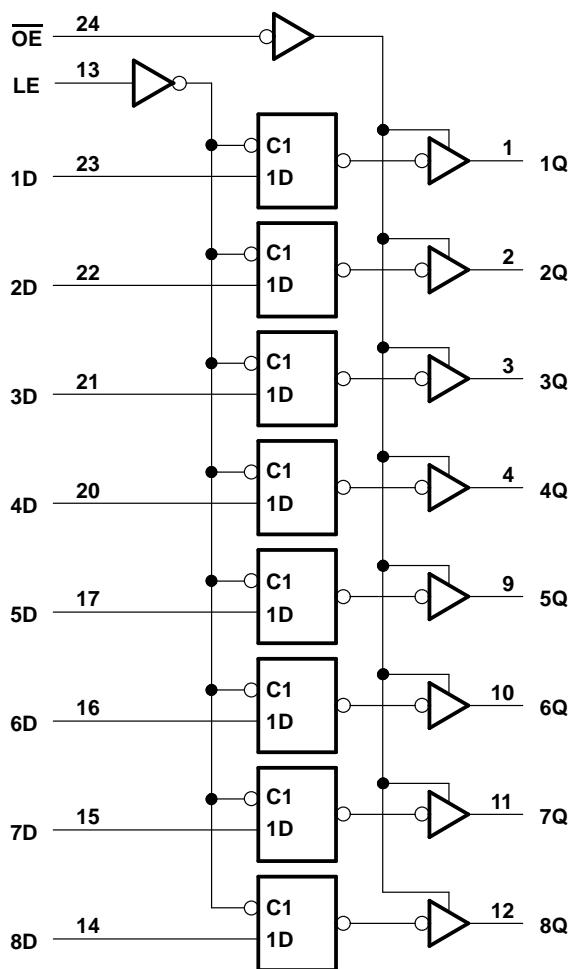 O̅E̅ 24
LE 13
C1
1D 23 1D 1 1Q
C1
2D 22 1D 2 2Q
C1
3D 21 1D 3 3Q
C1
4D 20 1D 4 4Q
C1
5D 17 1D 9 5Q
C1
6D 16 1D 10 6Q
C1
7D 15 1D 11 7Q
C1
8D 14 1D 12 8Q